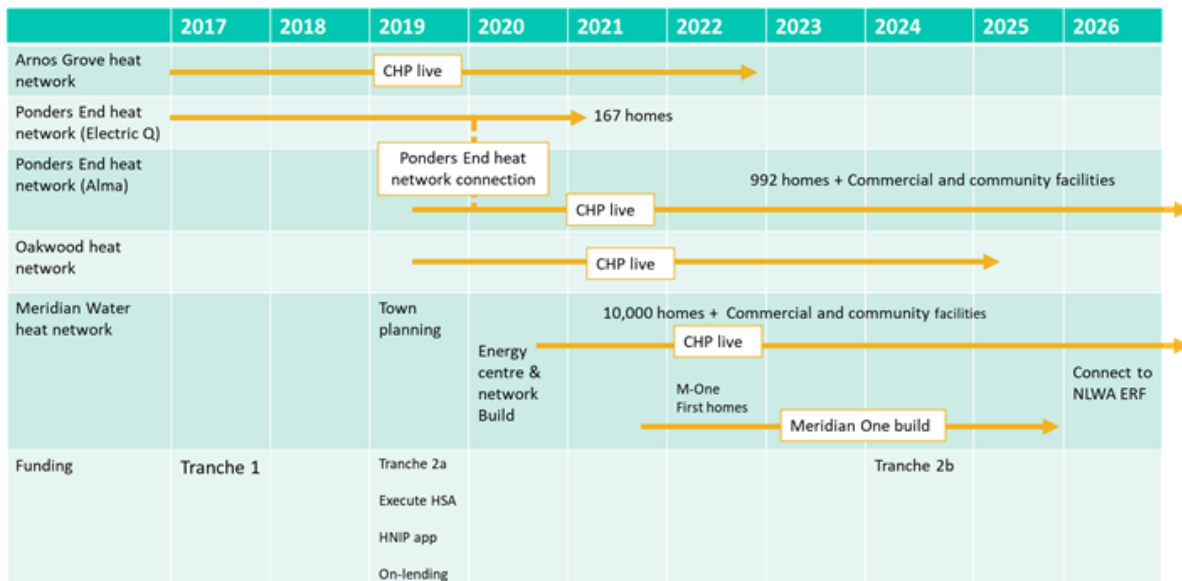 2017 2018 2019 2020 2021 2022 2023 2024 2025 2026
Arnos Grove heat
network
CHP live
Ponders End heat
network (Electric Q)
167 homes
Ponders End heat
network (Alma)
Ponders End heat
network connection
992 homes + Commercial and community facilities
CHP live
Oakwood heat
network
CHP live
Meridian Water
heat network
Town
planning
10,000 homes + Commercial and community facilities
CHP live
Energy
centre &
network
Build
M-One
First homes
Meridian One build
Connect to
NLWA ERF
Funding
Tranche 1
Tranche 2a
Execute HSA
HNIP app
On-lending
Tranche 2b